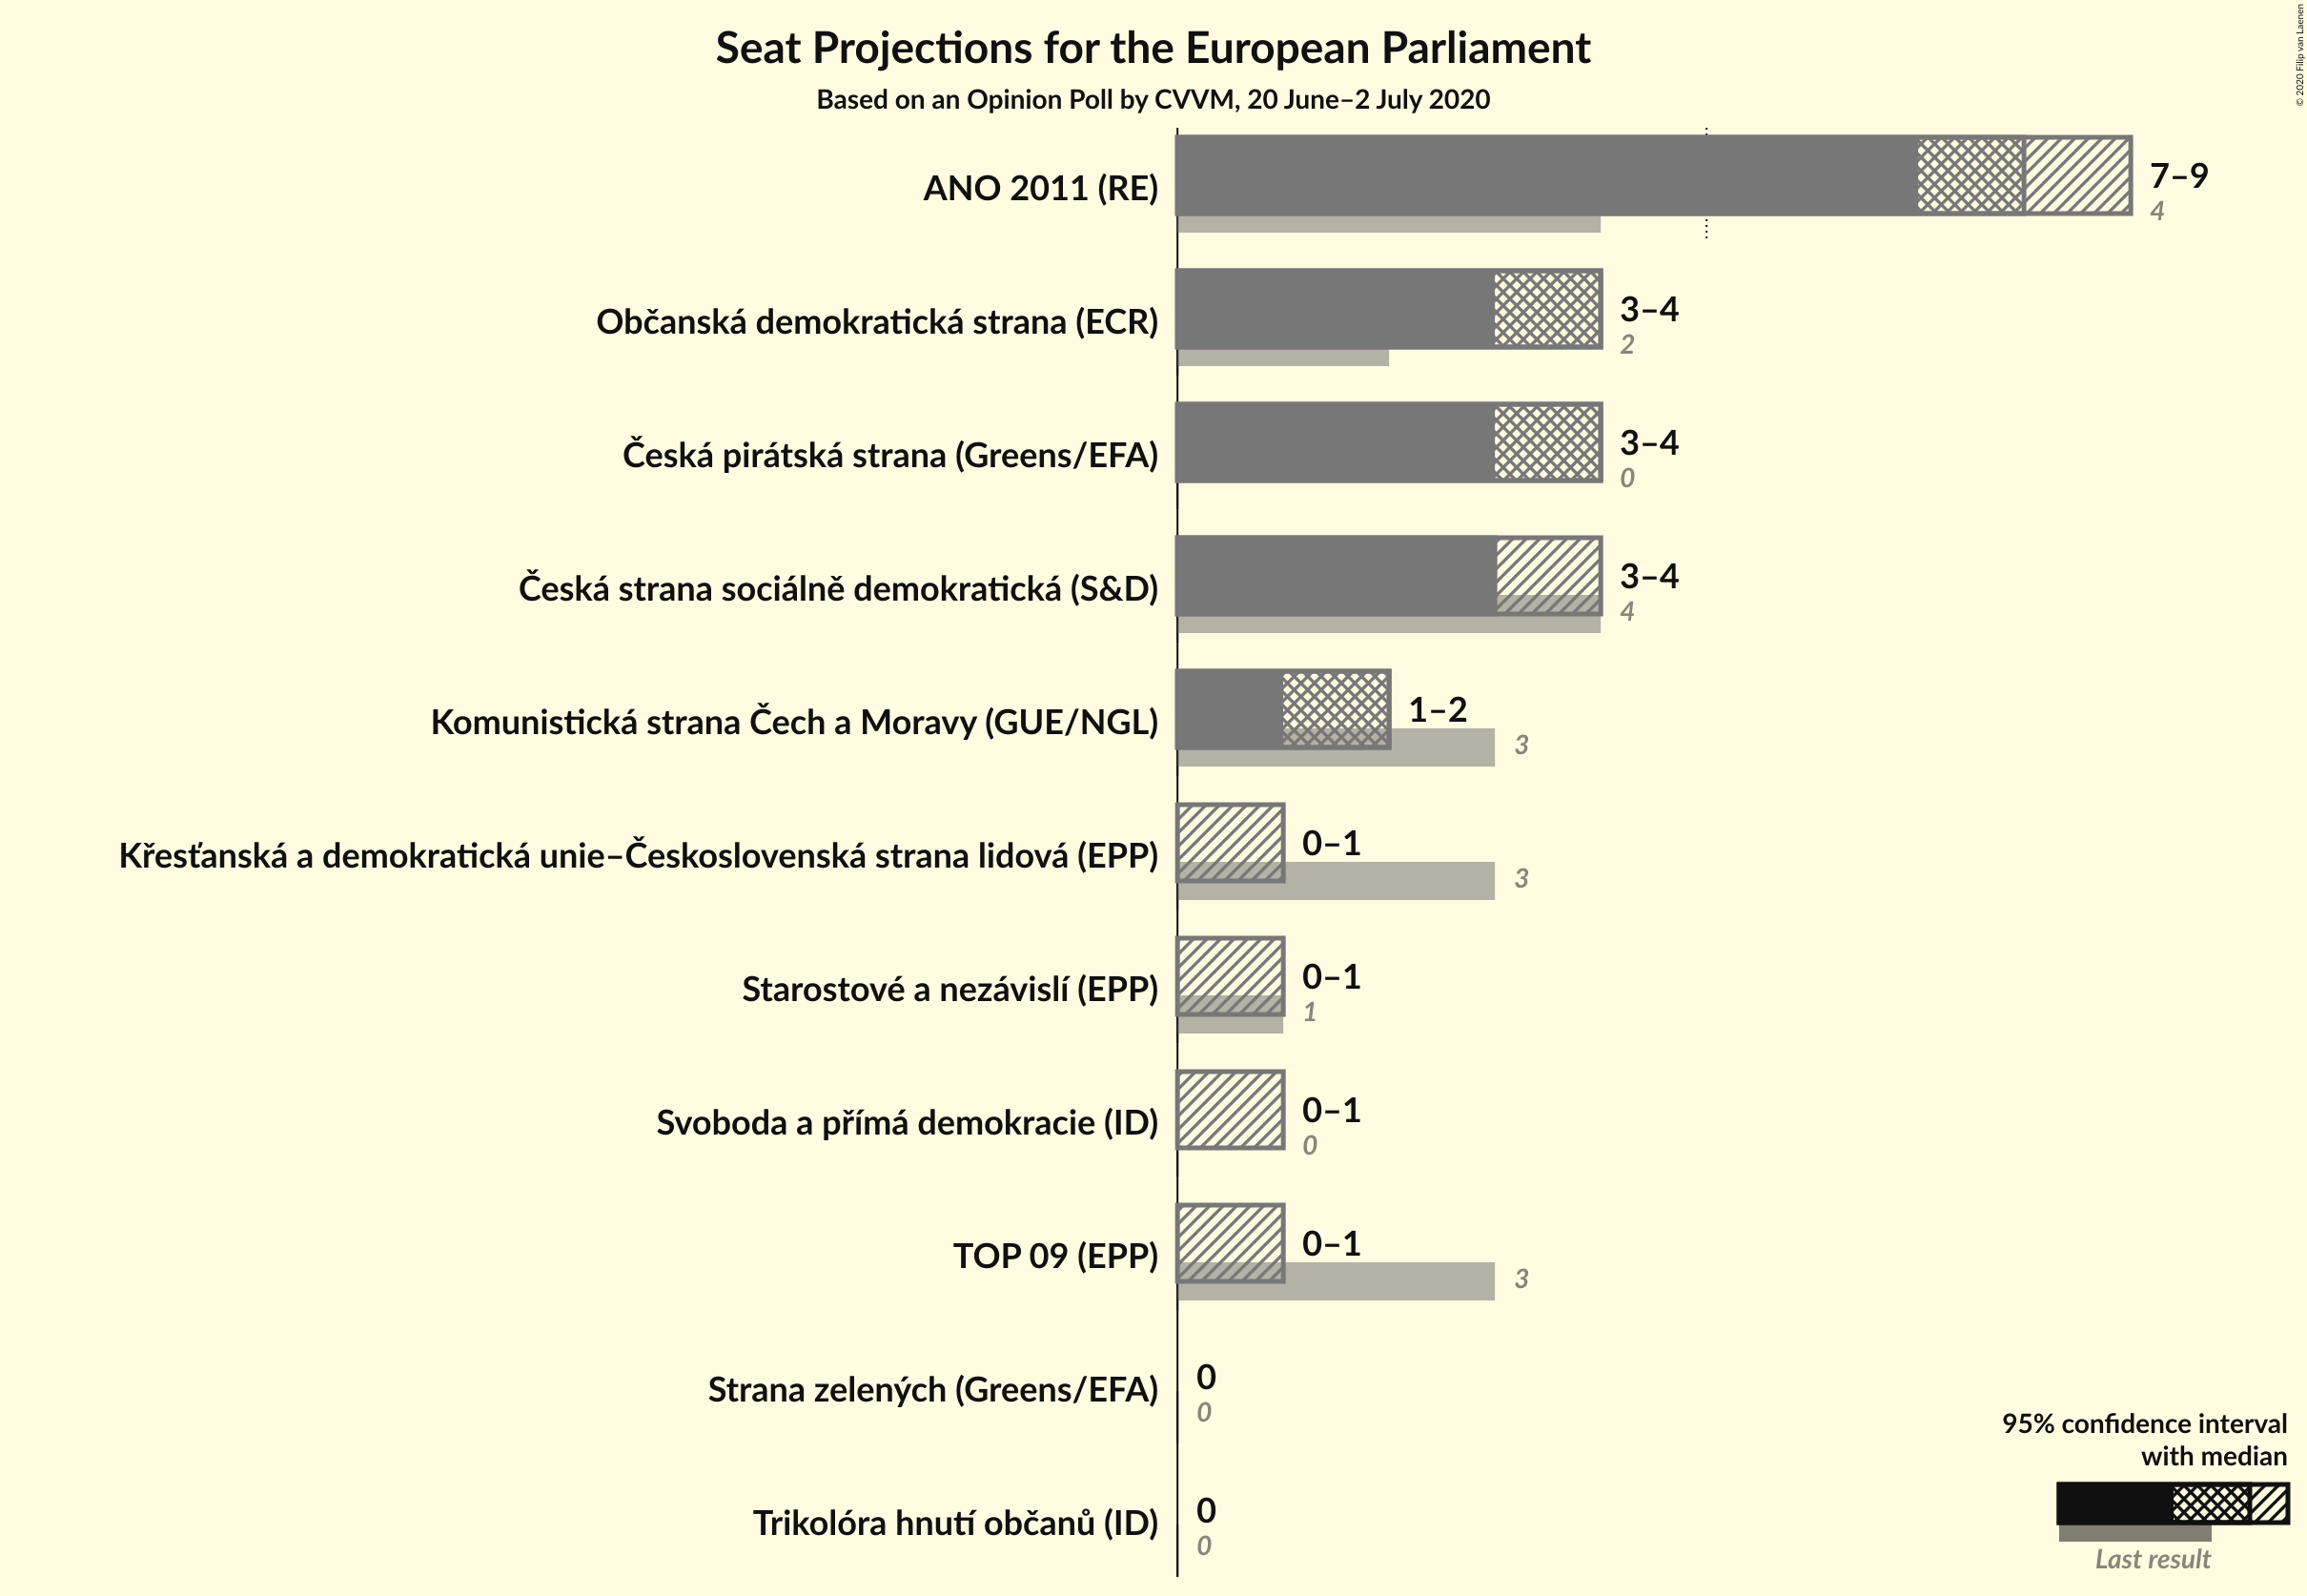 Seat Projections for the European Parliament
Based on an Opinion Poll by CVVM, 20 June–2 July 2020
© 2020 Filip van Laenen
ANO 2011 (RE)
7–9
4
Občanská demokratická strana (ECR)
3–4
2
Česká pirátská strana (Greens/EFA)
3–4
0
Česká strana sociálně demokratická (S&D)
3–4
4
Komunistická strana Čech a Moravy (GUE/NGL)
1–2
3
Křesťanská a demokratická unie–Československá strana lidová (EPP)
0–1
3
Starostové a nezávislí (EPP)
0–1
1
Svoboda a přímá demokracie (ID)
0–1
0
TOP 09 (EPP)
0–1
3
Strana zelených (Greens/EFA)
0
0
Trikolóra hnutí občanů (ID)
0
0
95% confidence interval
with median
Last result